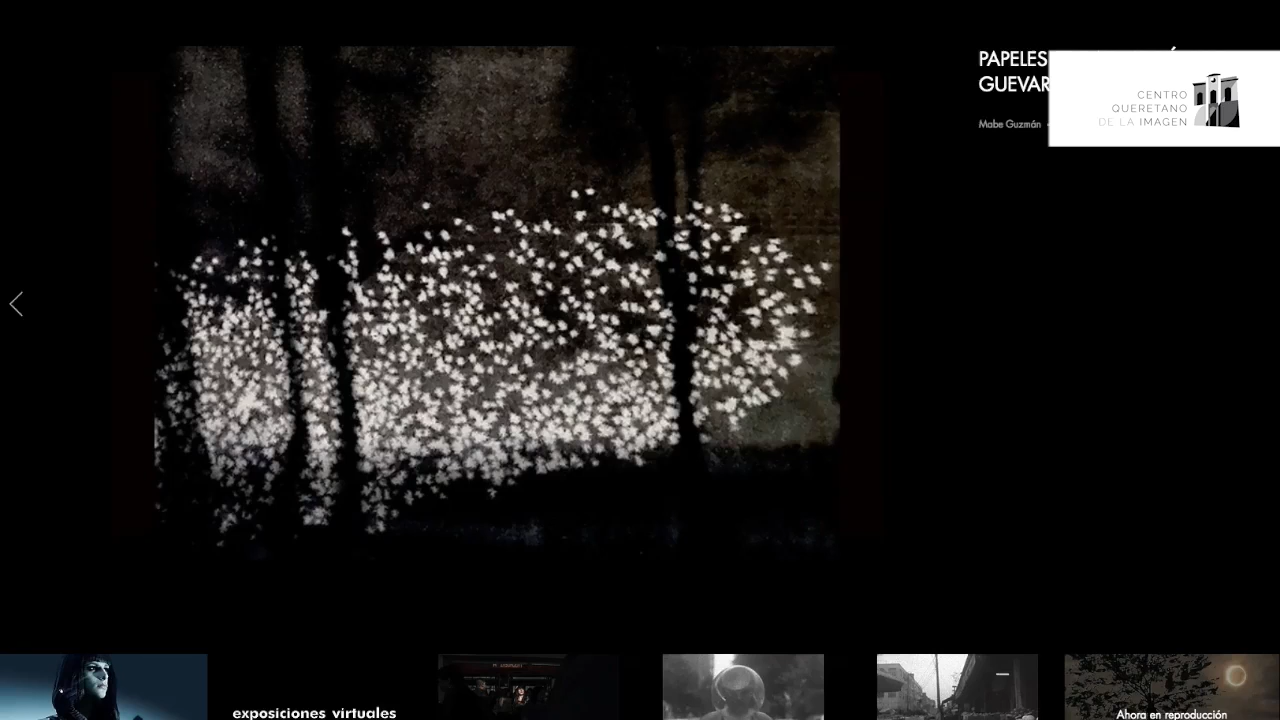 PAPELES
GUEVAR
Mabe Guzmán
CENTRO
QUERETANO
DE LA IMAGEN
exposiciones virtuales
Ahora en reproducción